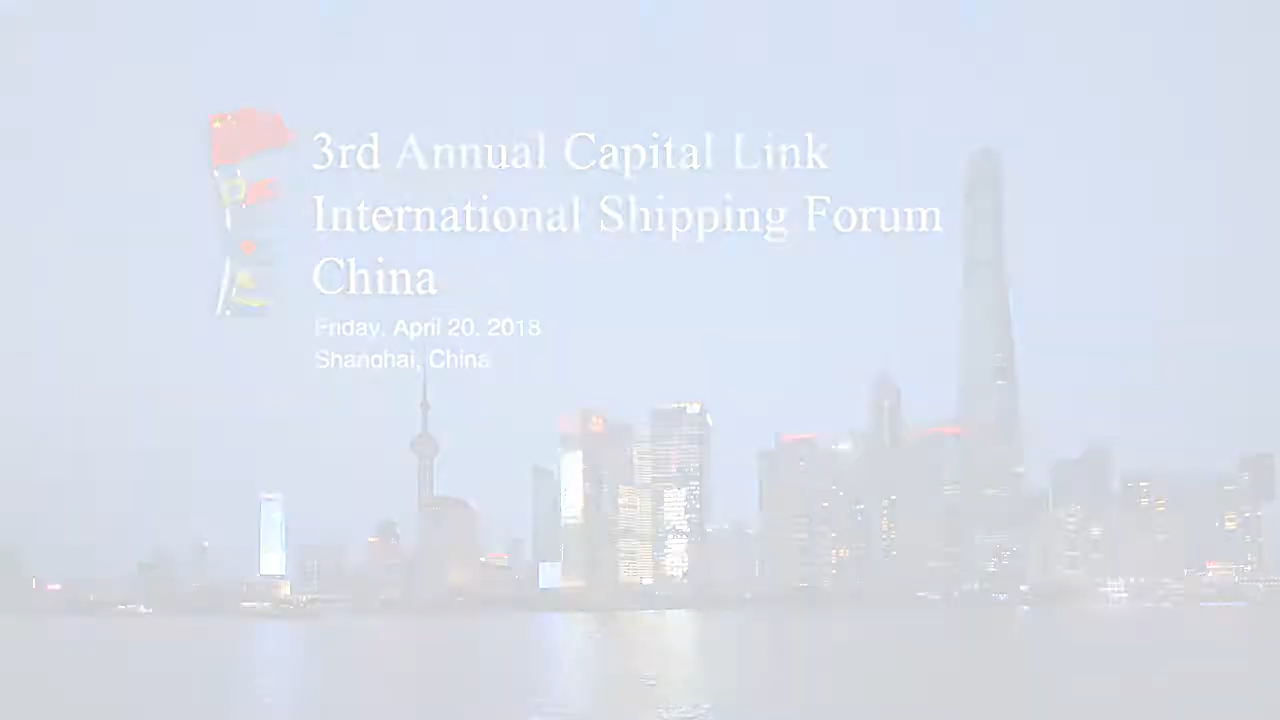 3rd Annual Capital Link
International Shipping Forum
China
Friday, April 20, 2018
Shanghai, China